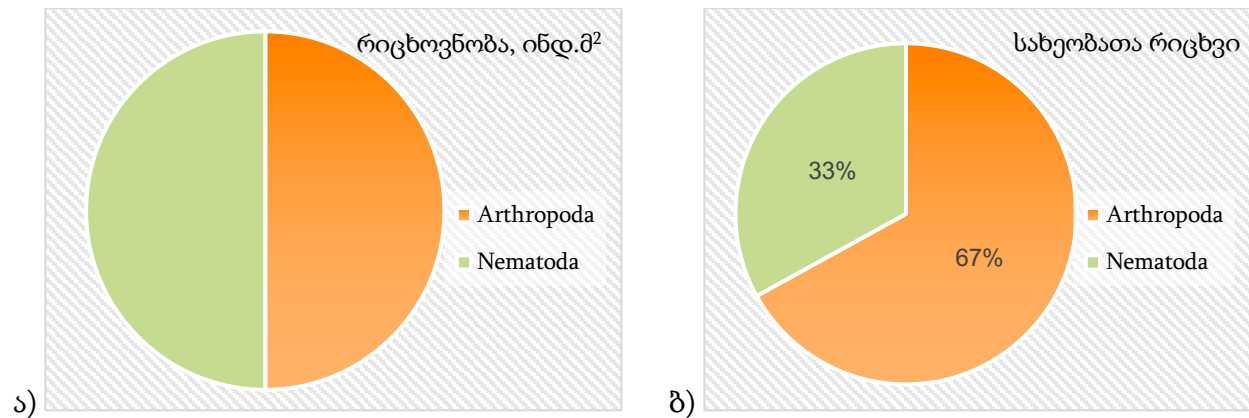 რიცხოვნობა, ინდ.მ²
Arthropoda
Nematoda
ა)
სახეობათა რიცხვი
33%
67%
Arthropoda
Nematoda
ბ)